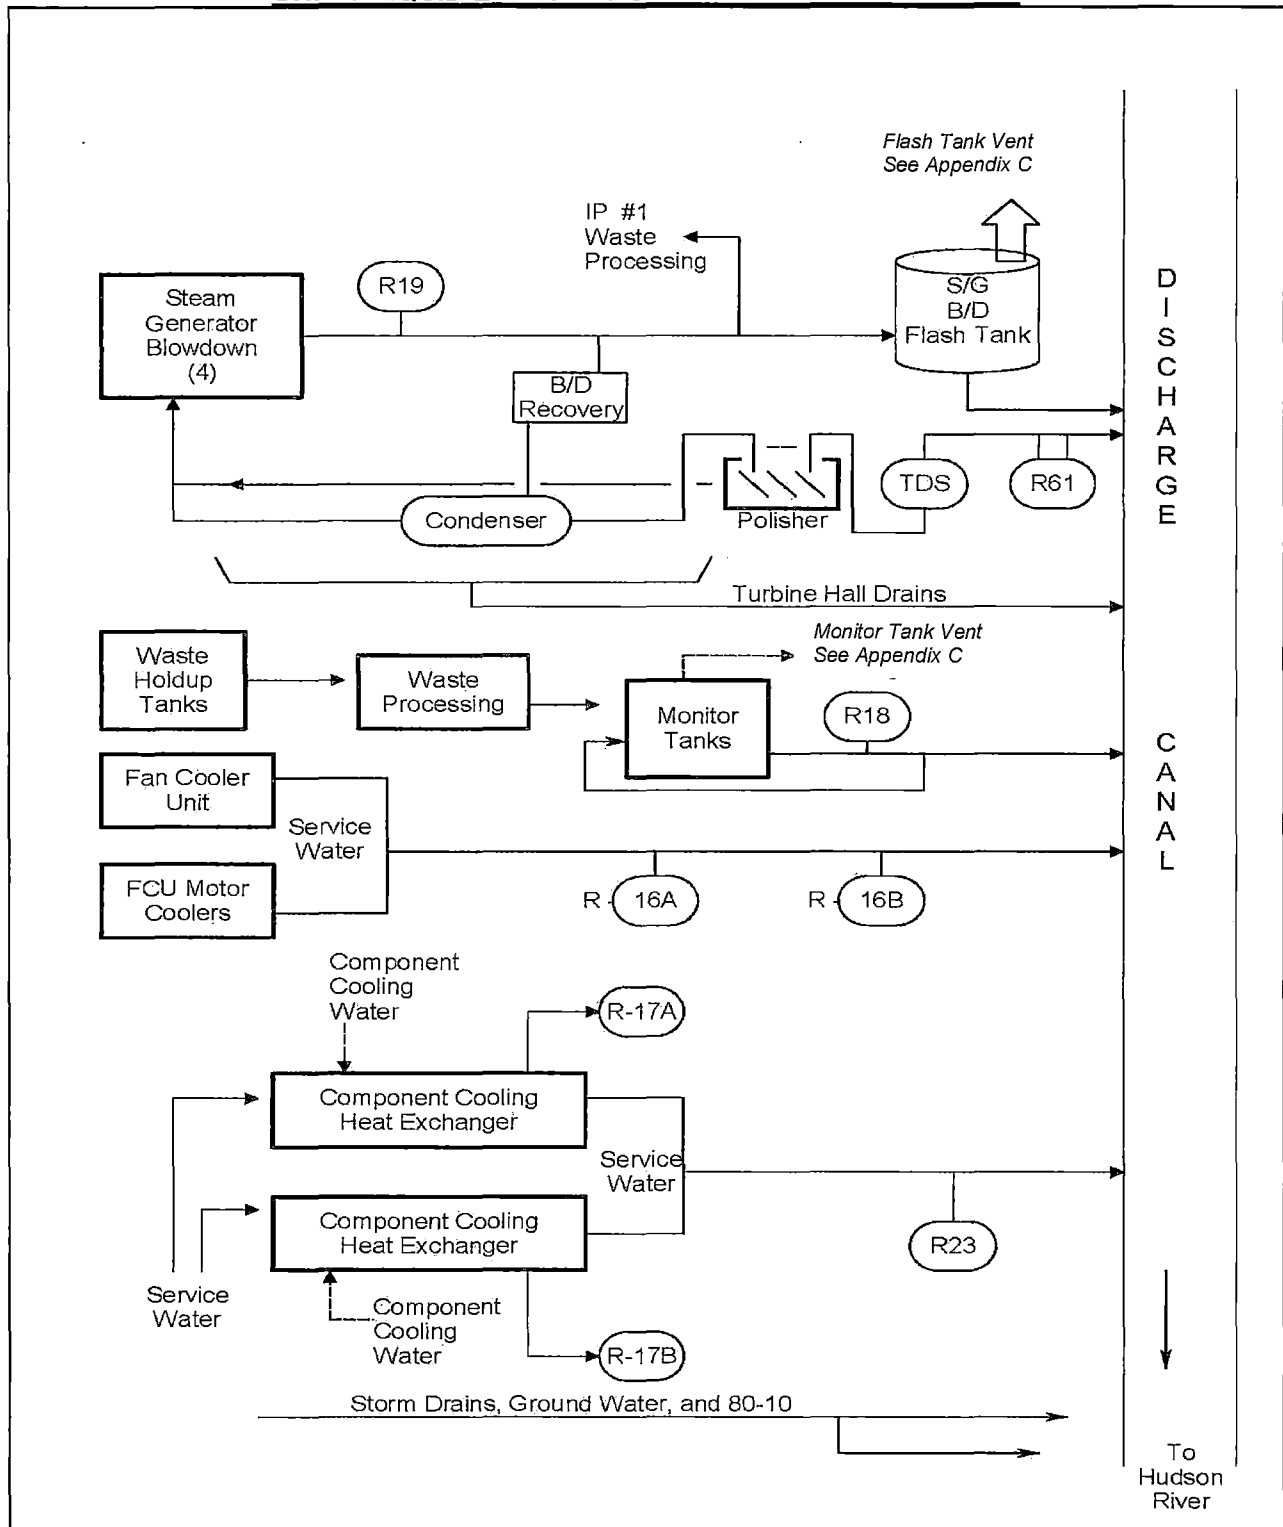 Flash Tank Vent
See Appendix C
IP #1
Waste
Processing
R19
Steam
Generator
Blowdown
(4)
S/G
B/D
Flash Tank
B/D
Recovery
TDS
R61
Condenser
Polisher
Turbine Hall Drains
Monitor Tank Vent
See Appendix C
Waste
Holdup
Tanks
Waste
Processing
Monitor
Tanks
R18
Fan Cooler
Unit
Service
Water
FCU Motor
Coolers
R - 16A
R - 16B
DISCHARGE
CANAL
Component
Cooling
Water
R-17A
Component Cooling
Heat Exchanger
Service
Water
Component Cooling
Heat Exchanger
R23
Service
Water
Component
Cooling
Water
R-17B
Storm Drains, Ground Water, and 80-10
To
Hudson
River